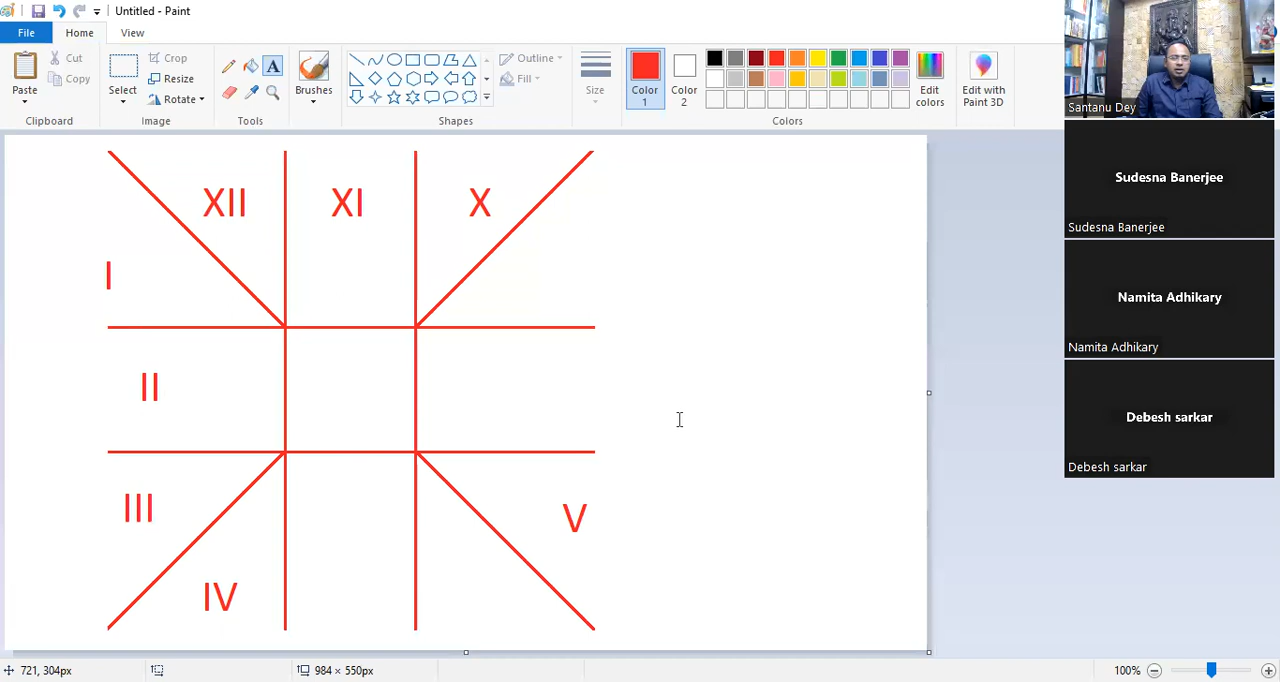 Untitled - Paint
File
Home
View
Paste
Cut
Copy
Clipboard
Select
Crop
Resize
Rotate
Image
A
Tools
Brushes
Shapes
Outline
Fill
Size
Color 1
Color 2
Edit colors
Colors
Edit with Paint 3D
XII
XI
X
I
II
III
IV
V
Santanu Dey
Sudesna Banerjee
Sudesna Banerjee
Namita Adhikary
Namita Adhikary
Debesh sarkar
Debesh sarkar
721, 304px
984 × 550px
100%